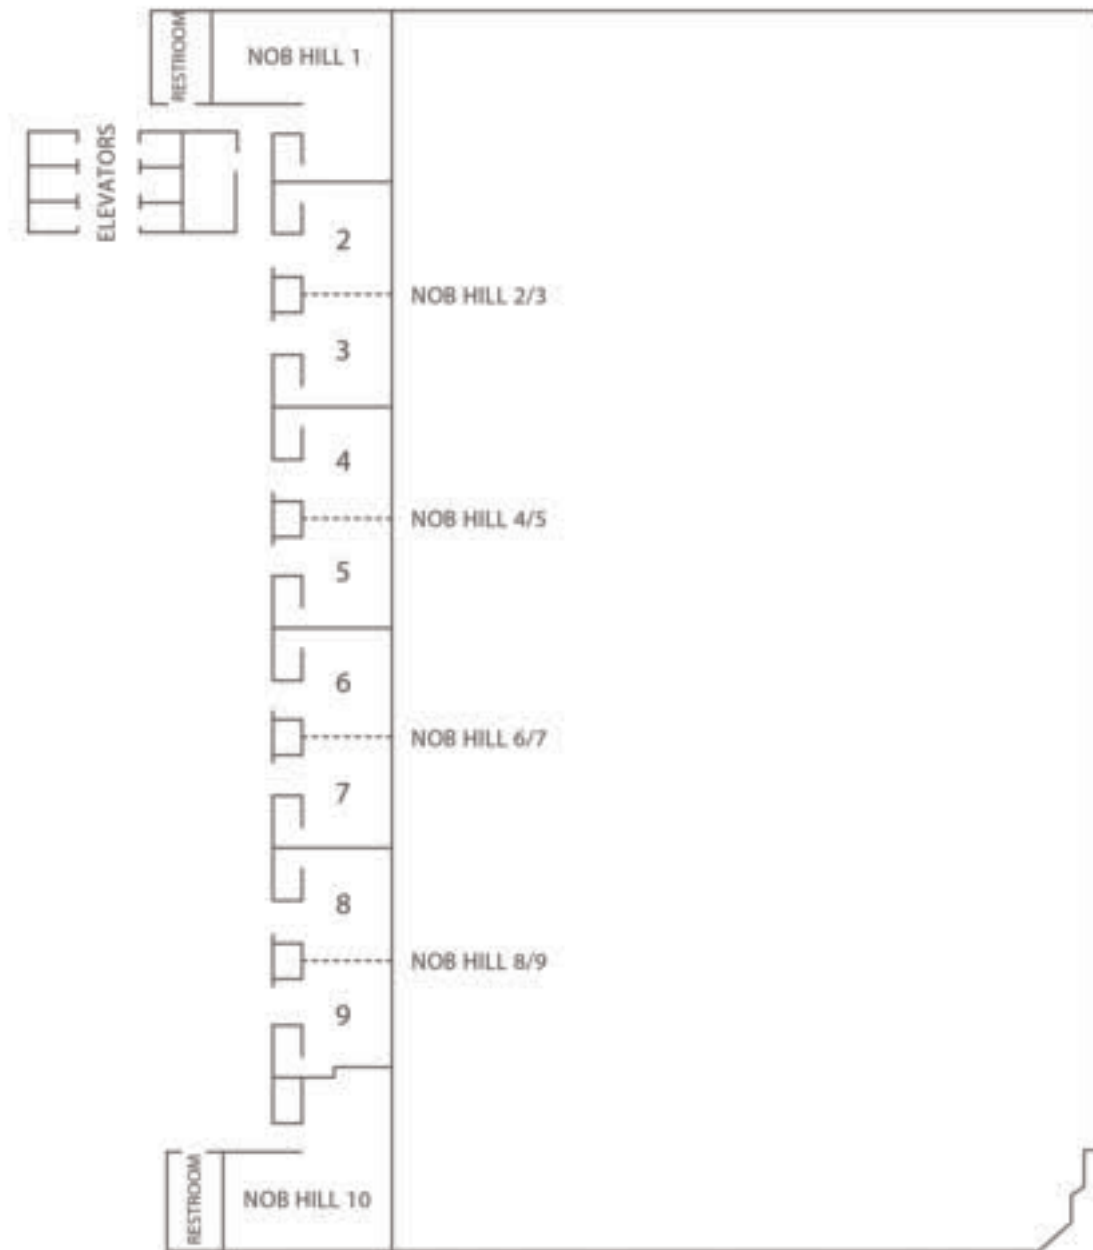 RESTROOM
NOB HILL 1
ELEVATORS
2
NOB HILL 2/3
3
4
NOB HILL 4/5
5
6
NOB HILL 6/7
7
8
NOB HILL 8/9
9
RESTROOM
NOB HILL 10